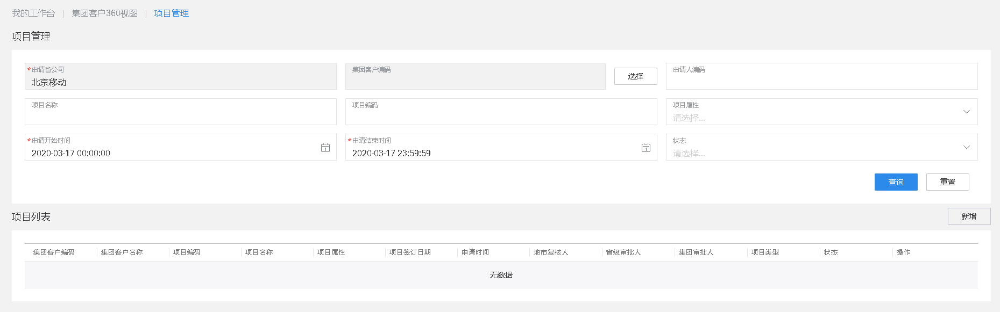 我的工作台 | 集团客户360视图 | 项目管理
项目管理
*申请省公司 集团客户编码 申请人编码
北京移动 选择
项目名称 项目编码 项目属性
请选择...
*申请开始时间 *申请结束时间 状态
2020-03-17 00:00:00 2020-03-17 23:59:59 请选择...
查询 重置
项目列表 新增
集团客户编码 集团客户名称 项目编码 项目名称 项目属性 项目签订日期 申请时间 地市复核人 省级审批人 集团审批人 项目类型 状态 操作
无数据